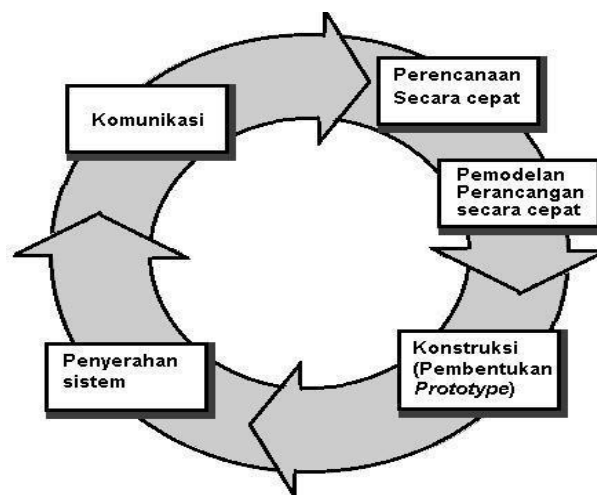 Komunikasi
Perencanaan
Secara cepat
Pemodelan
Perancangan
secara cepat
Konstruksi
(Pembentukan
Prototype)
Penyerahan
sistem